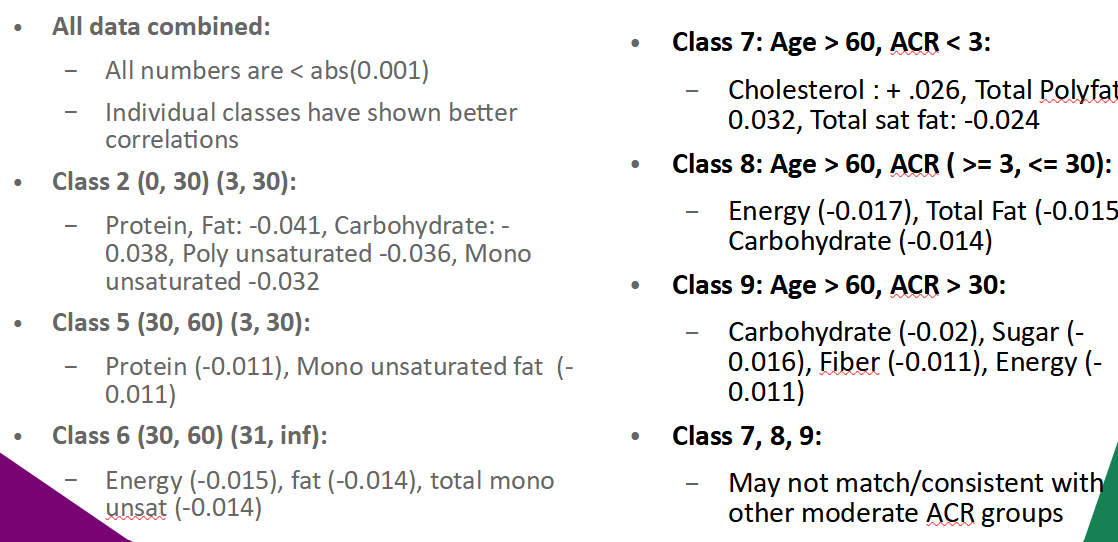 • All data combined:
– All numbers are < abs(0.001)
– Individual classes have shown better
correlations
• Class 2 (0, 30) (3, 30):
– Protein, Fat: -0.041, Carbohydrate: -
0.038, Poly unsaturated -0.036, Mono
unsaturated -0.032
• Class 5 (30, 60) (3, 30):
– Protein (-0.011), Mono unsaturated fat (-
0.011)
• Class 6 (30, 60) (31, inf):
– Energy (-0.015), fat (-0.014), total mono
unsat (-0.014)
• Class 7: Age > 60, ACR < 3:
– Cholesterol : + .026, Total Polyfat
0.032, Total sat fat: -0.024
• Class 8: Age > 60, ACR ( >= 3, <= 30):
– Energy (-0.017), Total Fat (-0.015
Carbohydrate (-0.014)
• Class 9: Age > 60, ACR > 30:
– Carbohydrate (-0.02), Sugar (-
0.016), Fiber (-0.011), Energy (-
0.011)
• Class 7, 8, 9:
– May not match/consistent with
other moderate ACR groups